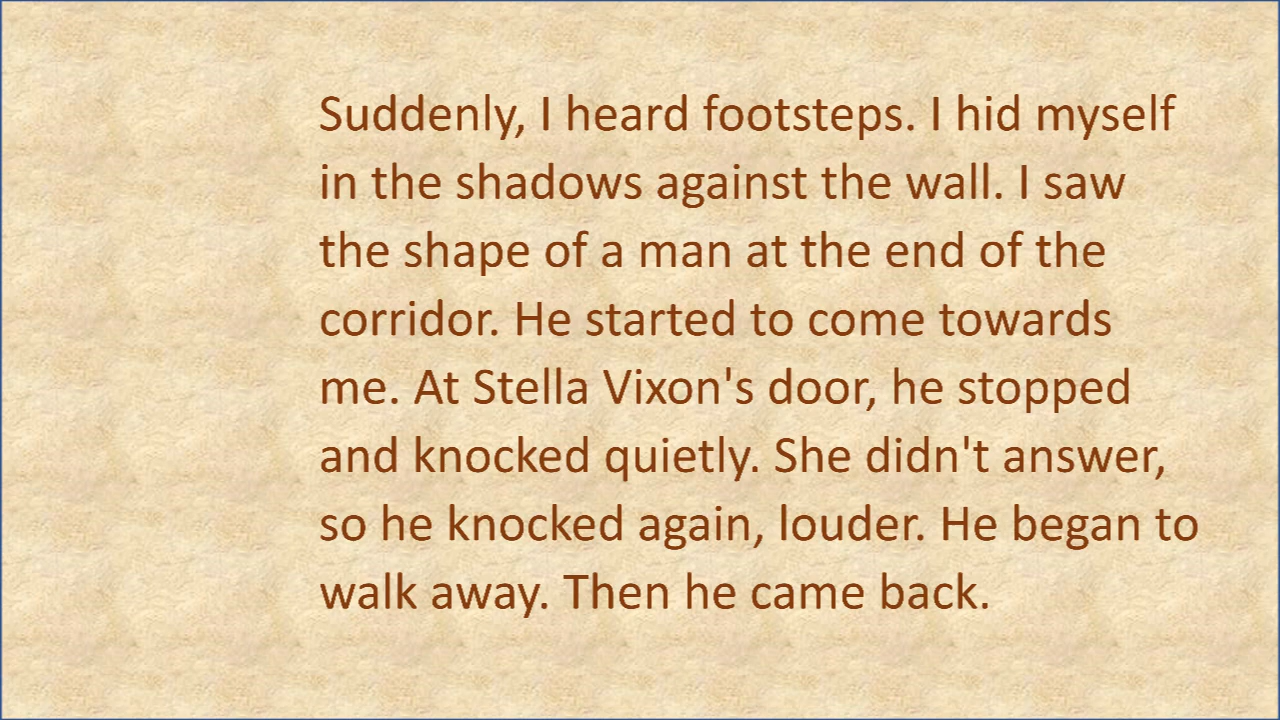 Suddenly, I heard footsteps. I hid myself
in the shadows against the wall. I saw
the shape of a man at the end of the
corridor. He started to come towards
me. At Stella Vixon's door, he stopped
and knocked quietly. She didn't answer,
so he knocked again, louder. He began to
walk away. Then he came back.